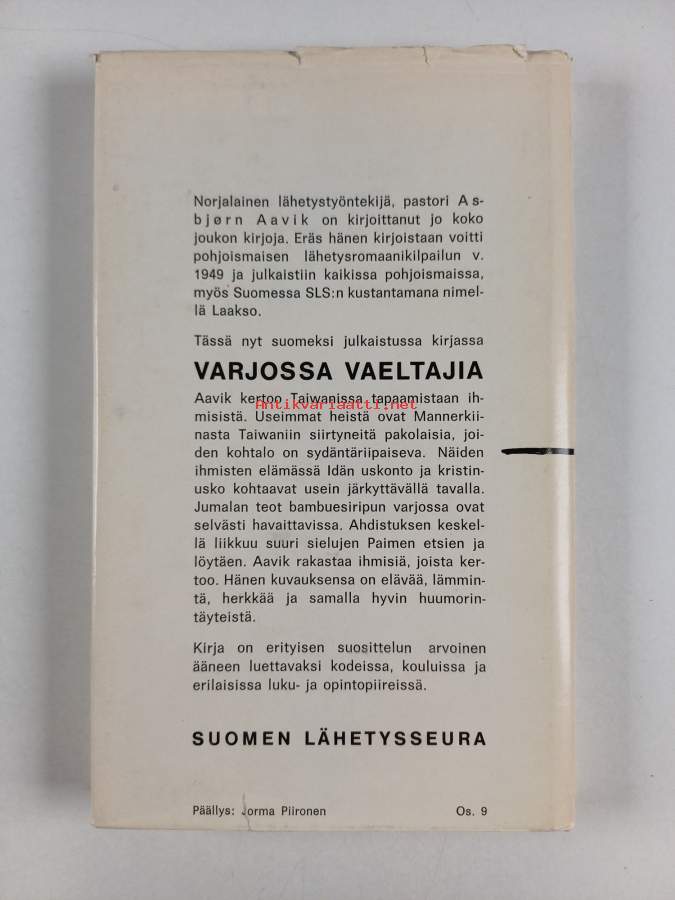 Norjalainen lähetystyöntekijä, pastori As-
bjørn Aavik on kirjoittanut jo koko
joukon kirjoja. Eräs hänen kirjoistaan voitti
pohjoismaisen lähetysromaanikilpailun v.
1949 ja julkaistiin kaikissa pohjoismaissa,
myös Suomessa SLS:n kustantamana nimel-
lä Laakso.
Tässä nyt suomeksi julkaistussa kirjassa
VARJOSSA VAELTAJIA
Aavik kertoo Taiwanissa tapaamistaan ih-
Antikvariaatti.net
misistä. Useimmat heistä ovat Mannerkii-
nasta Taiwaniin siirtyneitä pakolaisia, joi-
den kohtalo on sydäntäriipaiseva. Näiden
ihmisten elämässä Idän uskonto ja kristin-
usko kohtaavat usein järkyttävällä tavalla.
Jumalan teot bambuesiripun varjossa ovat
selvästi havaittavissa. Ahdistuksen keskel-
lä liikkuu suuri sielujen Paimen etsien ja
löytäen. Aavik rakastaa ihmisiä, joista ker-
too. Hänen kuvauksensa on elävää, lämmin-
tä, herkkää ja samalla hyvin huumorin-
täyteistä.
Kirja on erityisen suosittelun arvoinen
ääneen luettavaksi kodeissa, kouluissa ja
erilaisissa luku- ja opintopiireissä.
SUOMEN LÄHETYSSEURA
Päällys: Jorma Piironen Os. 9